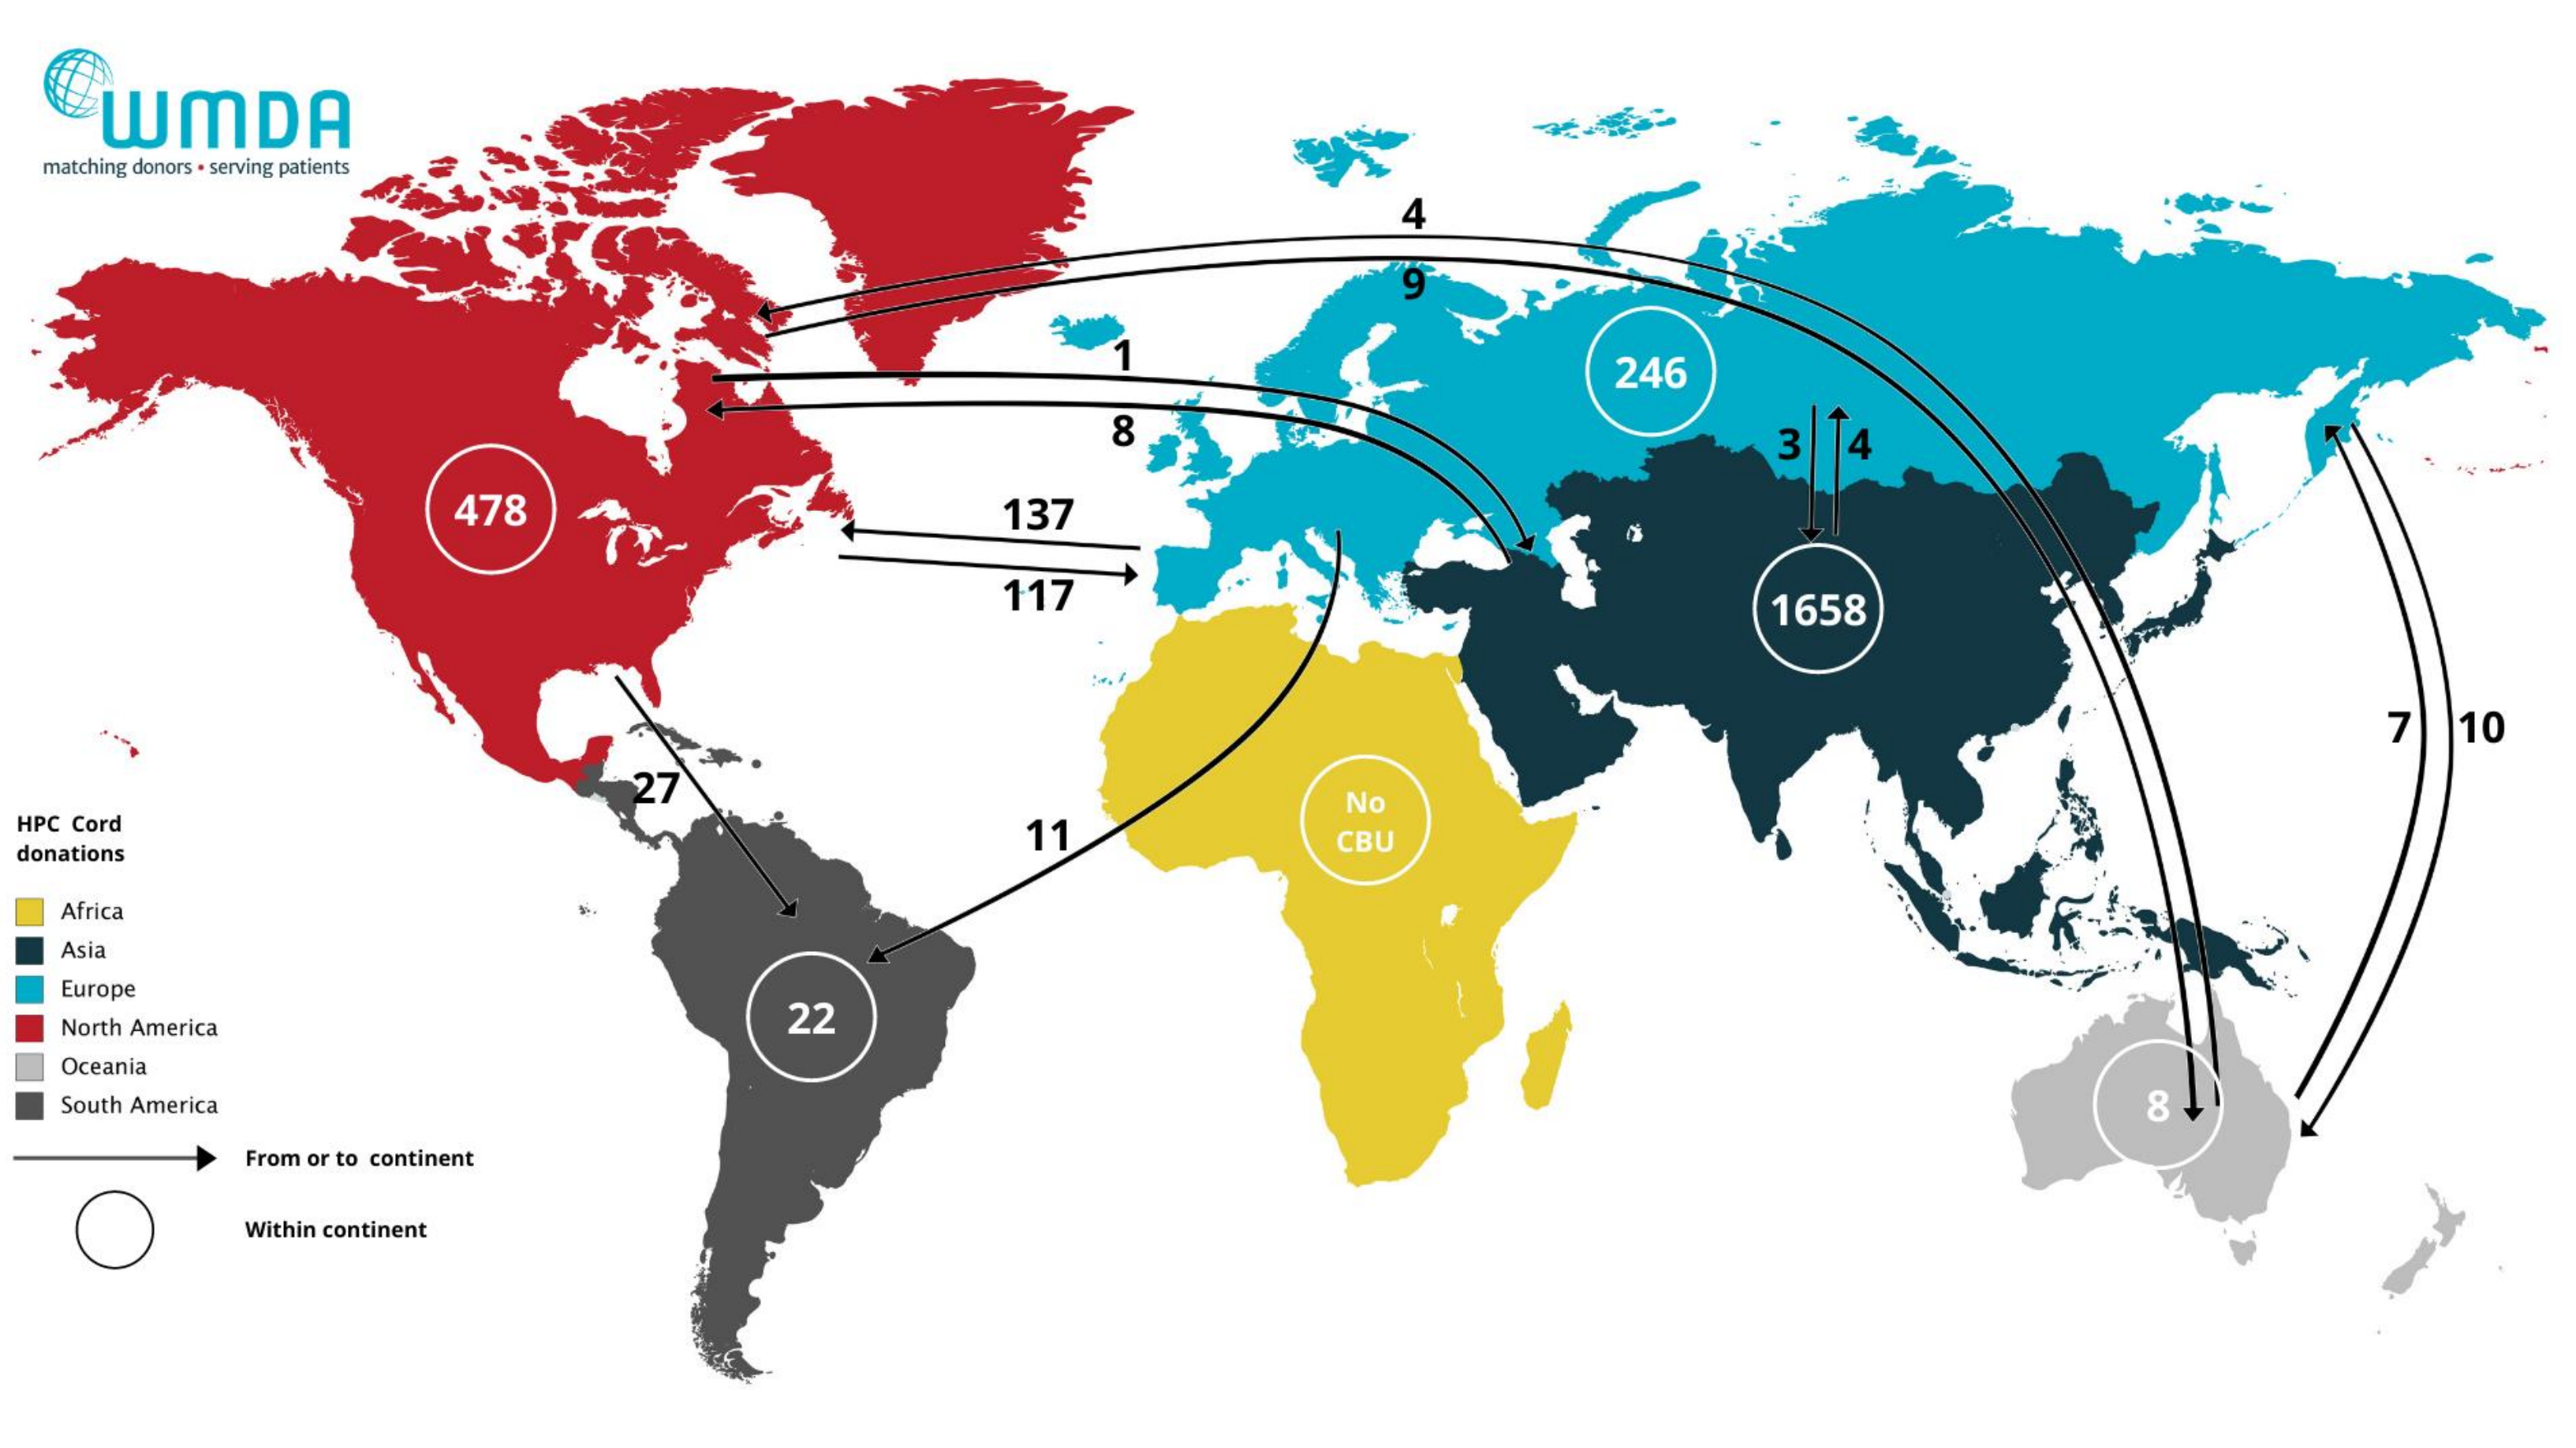 WMDA
matching donors • serving patients
4
9
1
8
246
3
4
478
137
117
1658
7
10
27
11
No
CBU
22
8
HPC Cord
donations
Africa
Asia
Europe
North America
Oceania
South America
From or to continent
Within continent